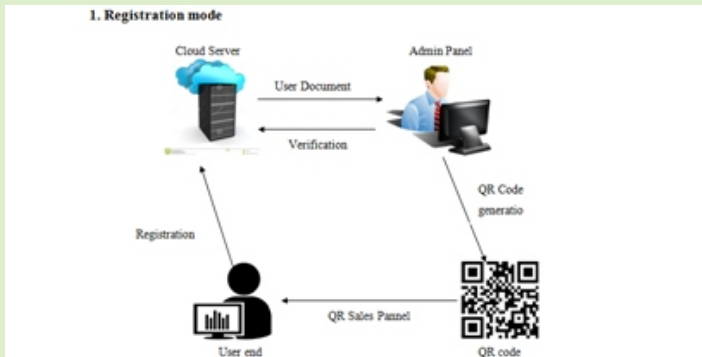 1. Registration mode
Cloud Server
Admin Panel
User Document
Verification
QR Code
generatio
Registration
QR Sales Pannel
User end
QR code